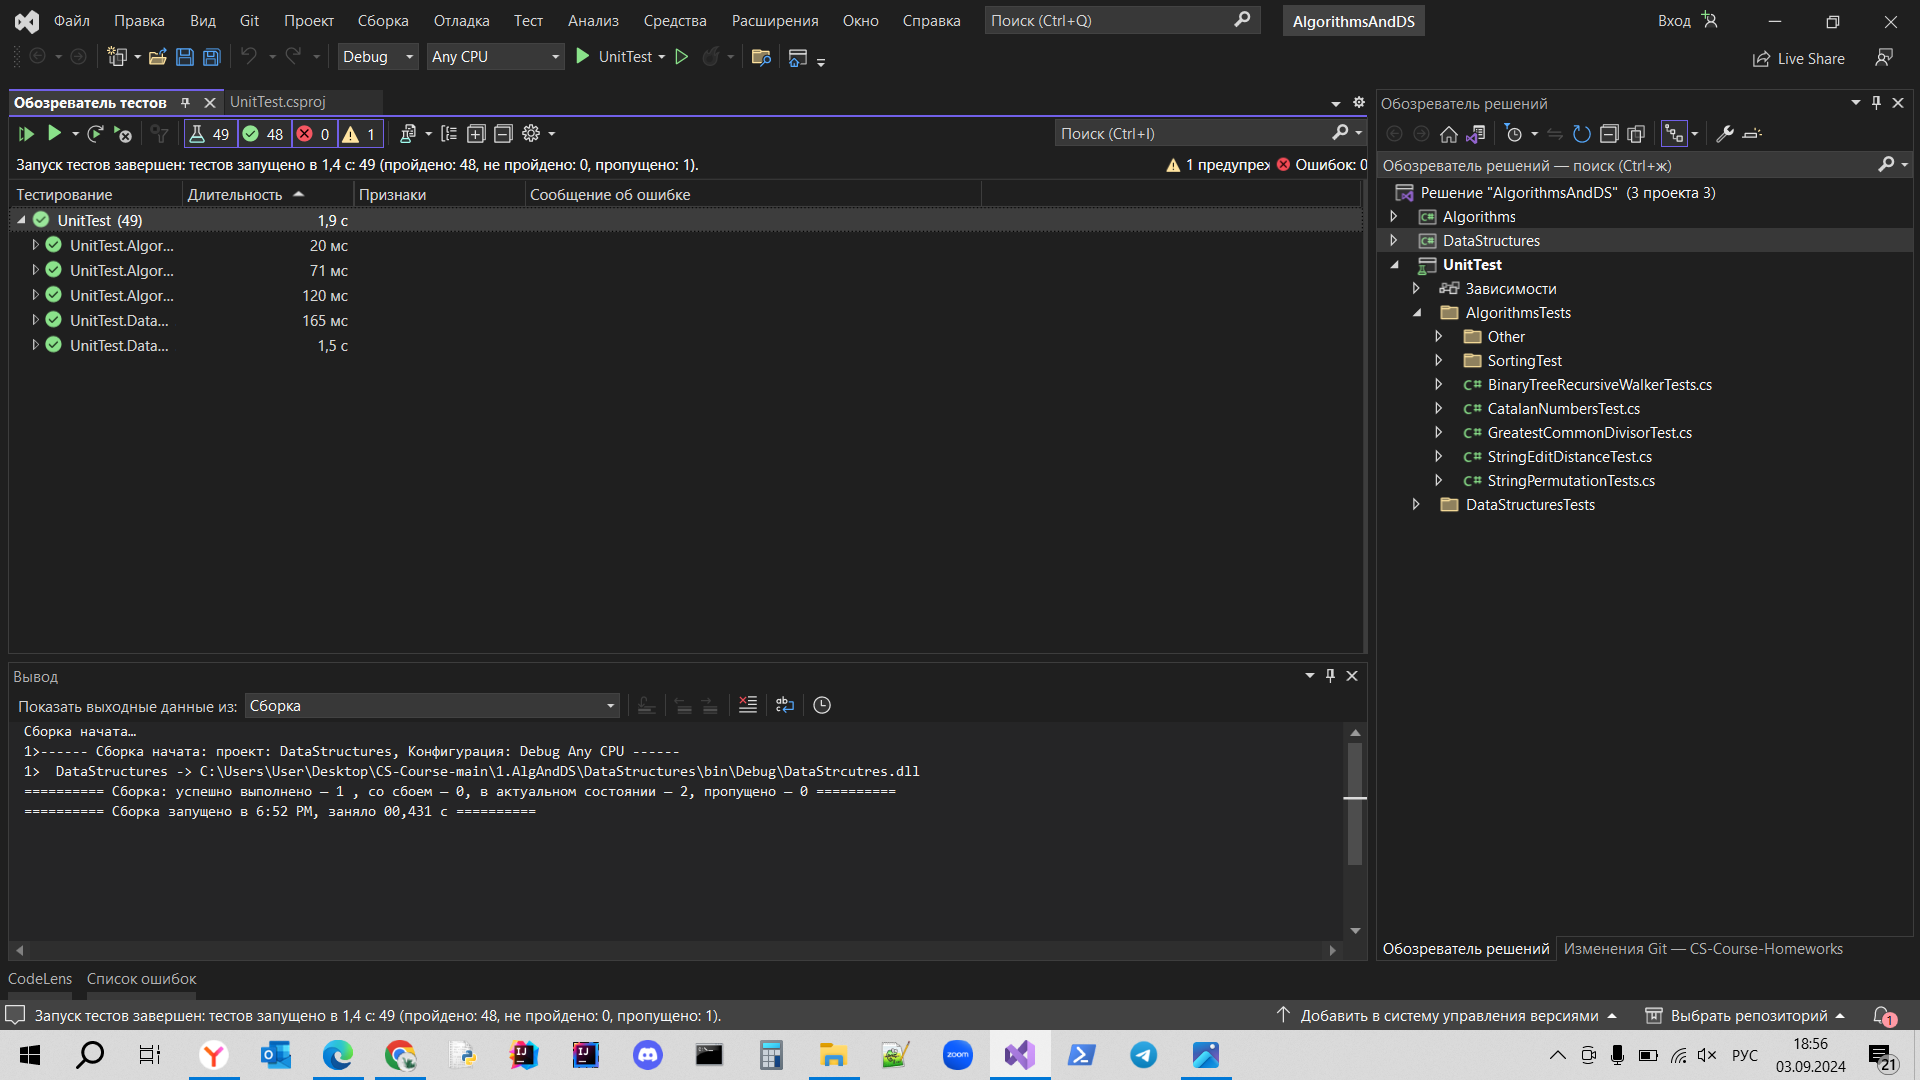 Файл Правка Вид Git Проект Сборка Отладка Тест Анализ Средства Расширения Окно Справка Поиск (Ctrl+Q) AlgorithmsAndDS Вход
Debug Any CPU UnitTest Live Share
Обозреватель тестов UnitTest.csproj
49 48 0 1 Поиск (Ctrl+I)
Запуск тестов завершен: тестов запущено в 1,4 с: 49 (пройдено: 48, не пройдено: 0, пропущено: 1). 1 предупреж Ошибок: 0
Тестирование Длительность Признаки Сообщение об ошибке
UnitTest (49) 1,9 с
UnitTest.Algor... 20 мс
UnitTest.Algor... 71 мс
UnitTest.Algor... 120 мс
UnitTest.Data... 165 мс
UnitTest.Data... 1,5 с
Вывод
Показать выходные данные из: Сборка
Сборка начата…
1>------ Сборка начата: проект: DataStructures, Конфигурация: Debug Any CPU ------
1>  DataStructures -> C:\Users\User\Desktop\CS-Course-main\1.AlgAndDS\DataStructures\bin\Debug\DataStrcutres.dll
========== Сборка: успешно выполнено — 1 , со сбоем — 0, в актуальном состоянии — 2, пропущено — 0 ==========
========== Сборка запущено в 6:52 PM, заняло 00,431 с ==========
CodeLens Список ошибок
Обозреватель решений
Обозреватель решений — поиск (Ctrl+ж)
Решение "AlgorithmsAndDS" (3 проекта 3)
Algorithms
DataStructures
UnitTest
Зависимости
AlgorithmsTests
Other
SortingTest
C# BinaryTreeRecursiveWalkerTests.cs
C# CatalanNumbersTest.cs
C# GreatestCommonDivisorTest.cs
C# StringEditDistanceTest.cs
C# StringPermutationTests.cs
DataStructuresTests
Обозреватель решений Изменения Git — CS-Course-Homeworks
Запуск тестов завершен: тестов запущено в 1,4 с: 49 (пройдено: 48, не пройдено: 0, пропущено: 1). Добавить в систему управления версиями Выбрать репозиторий 1
zoom РУС 18:56
03.09.2024 21